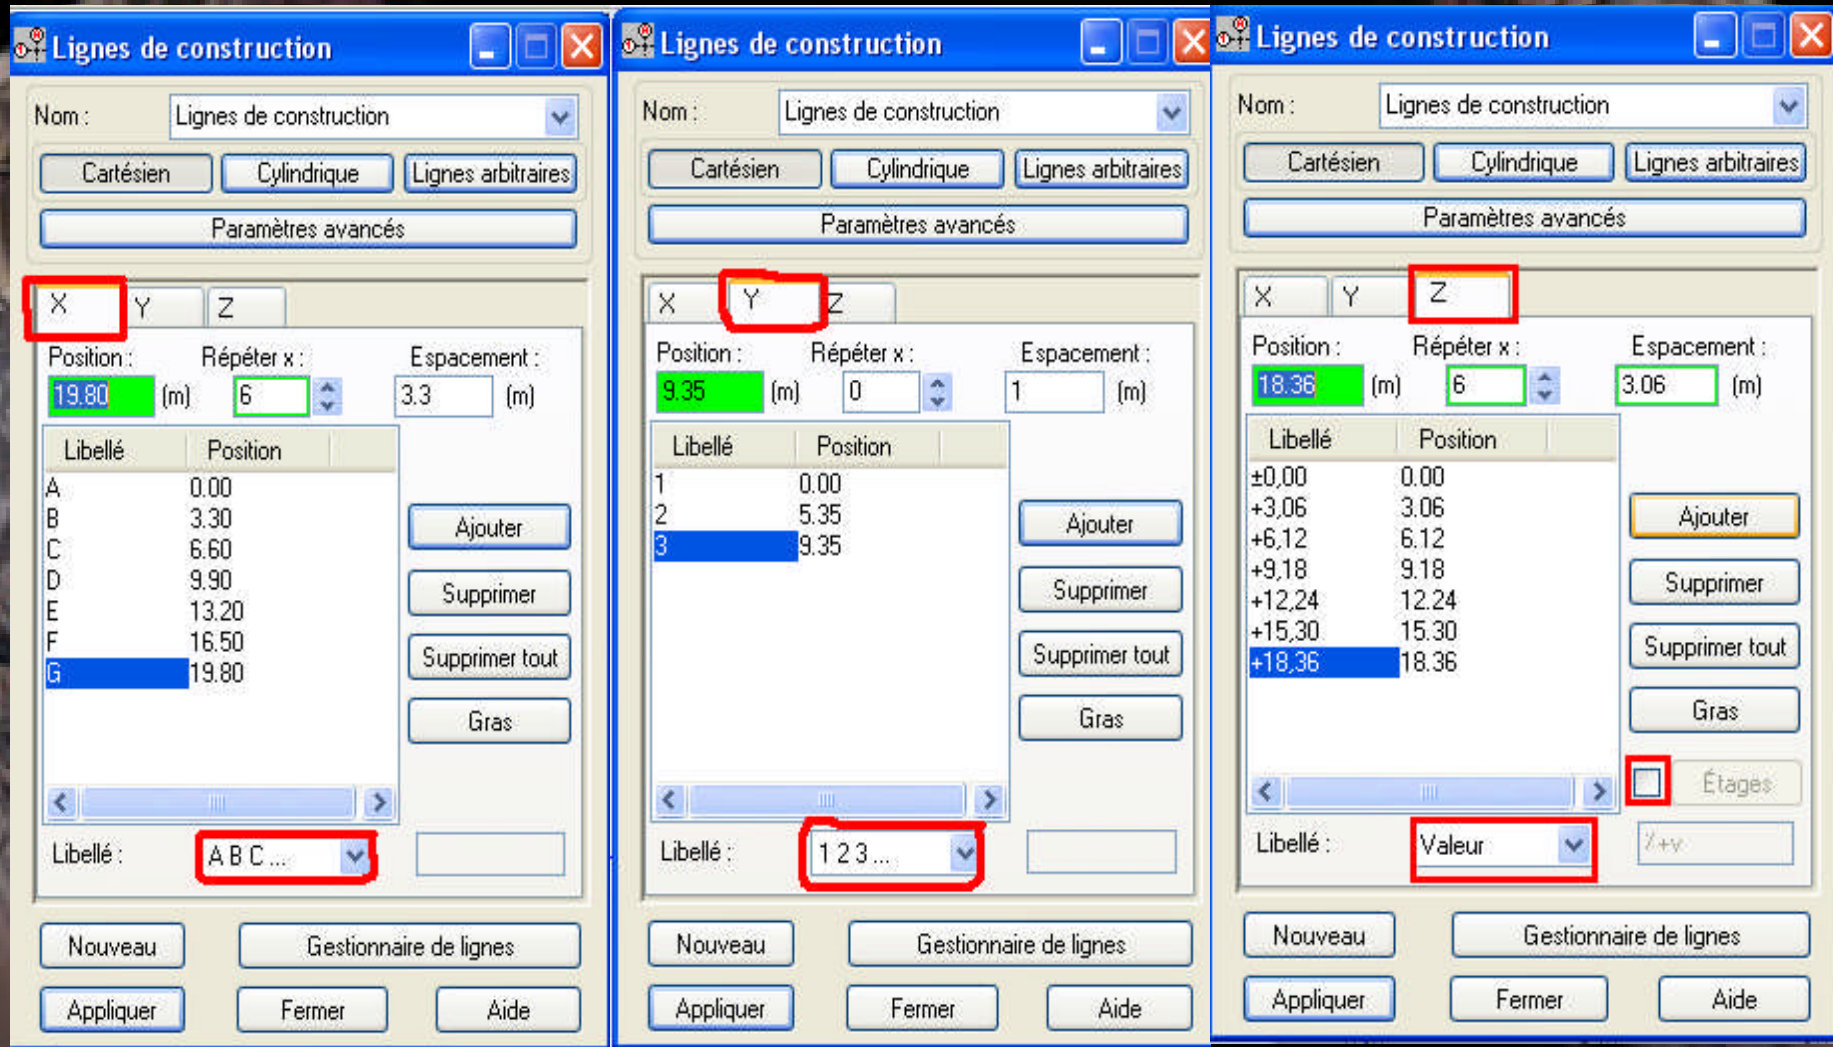 Lignes de construction
Nom :
Lignes de construction
Cartésien
Cylindrique
Lignes arbitraires
Paramètres avancés
X
Y
Z
Position :
Répéter x :
Espacement :
19.80
(m)
6
3.3
(m)
Libellé
Position
A 0.00
B 3.30
C 6.60
D 9.90
E 13.20
F 16.50
G 19.80
Ajouter
Supprimer
Supprimer tout
Gras
Libellé :
A B C ...
Nouveau
Gestionnaire de lignes
Appliquer
Fermer
Aide
Lignes de construction
Nom :
Lignes de construction
Cartésien
Cylindrique
Lignes arbitraires
Paramètres avancés
X
Y
Z
Position :
Répéter x :
Espacement :
9.35
(m)
0
1
(m)
Libellé
Position
1 0.00
2 5.35
3 9.35
Ajouter
Supprimer
Supprimer tout
Gras
Libellé :
1 2 3 ...
Nouveau
Gestionnaire de lignes
Appliquer
Fermer
Aide
Lignes de construction
Nom :
Lignes de construction
Cartésien
Cylindrique
Lignes arbitraires
Paramètres avancés
X
Y
Z
Position :
Répéter x :
Espacement :
18.36
(m)
6
3.06
(m)
Libellé
Position
±0,00 0.00
+3,06 3.06
+6,12 6.12
+9,18 9.18
+12,24 12.24
+15,30 15.30
+18,36 18.36
Ajouter
Supprimer
Supprimer tout
Gras
Étages
Libellé :
Valeur
Nouveau
Gestionnaire de lignes
Appliquer
Fermer
Aide